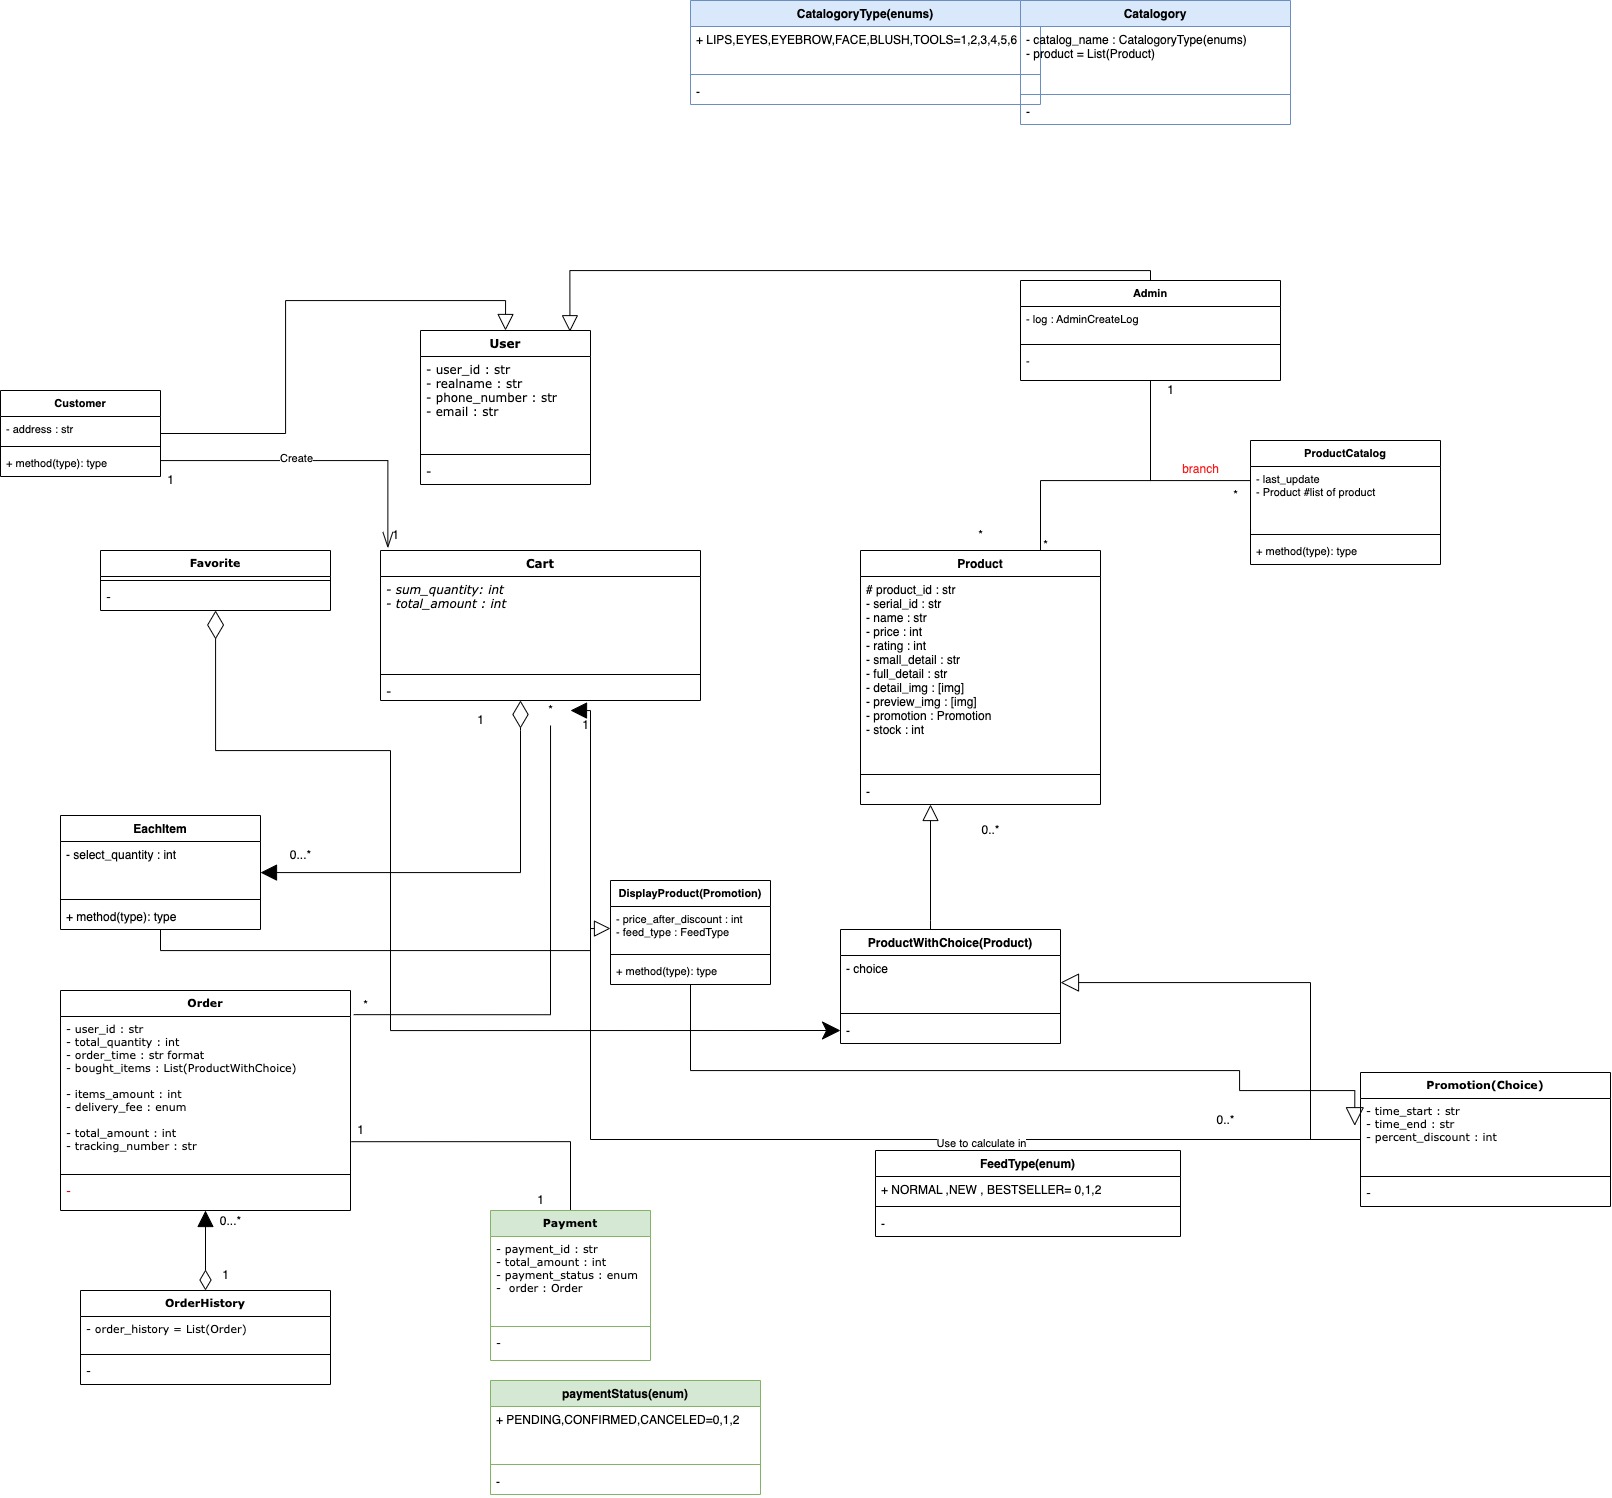 CatalogoryType(enums)
+ LIPS,EYES,EYEBROW,FACE,BLUSH,TOOLS=1,2,3,4,5,6
-
Catalogory
- catalog_name : CatalogoryType(enums)
- product = List(Product)
-
Admin
- log : AdminCreateLog
-
1
User
- user_id : str
- realname : str
- phone_number : str
- email : str
-
Customer
- address : str
+ method(type): type
1
Create
1
branch
*
ProductCatalog
- last_update
- Product #list of product
+ method(type): type
*
*
Favorite
-
Cart
- sum_quantity: int
- total_amount : int
-
1
*
1
Product
# product_id : str
- serial_id : str
- name : str
- price : int
- rating : int
- small_detail : str
- full_detail : str
- detail_img : [img]
- preview_img : [img]
- promotion : Promotion
- stock : int
-
0..*
EachItem
- select_quantity : int
+ method(type): type
0...*
DisplayProduct(Promotion)
- price_after_discount : int
- feed_type : FeedType
+ method(type): type
ProductWithChoice(Product)
- choice
-
Order
- user_id : str
- total_quantity : int
- order_time : str format
- bought_items : List(ProductWithChoice)
- items_amount : int
- delivery_fee : enum
- total_amount : int
- tracking_number : str
-
*
1
Promotion(Choice)
- time_start : str
- time_end : str
- percent_discount : int
-
0..*
Use to calculate in
FeedType(enum)
+ NORMAL ,NEW , BESTSELLER= 0,1,2
-
1
Payment
- payment_id : str
- total_amount : int
- payment_status : enum
-  order : Order
-
0...*
1
OrderHistory
- order_history = List(Order)
-
paymentStatus(enum)
+ PENDING,CONFIRMED,CANCELED=0,1,2
-